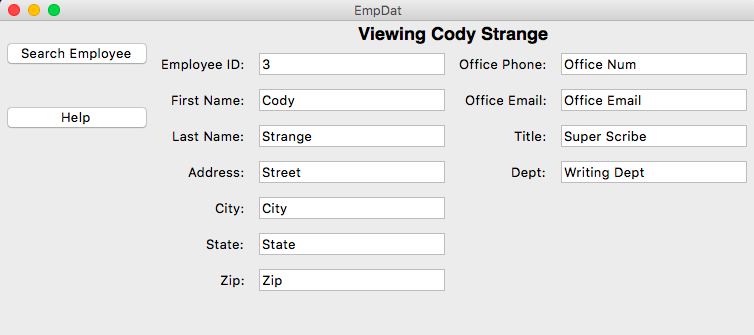 EmpDat
Viewing Cody Strange
Search Employee
Help
Employee ID: 3
First Name: Cody
Last Name: Strange
Address: Street
City: City
State: State
Zip: Zip
Office Phone: Office Num
Office Email: Office Email
Title: Super Scribe
Dept: Writing Dept